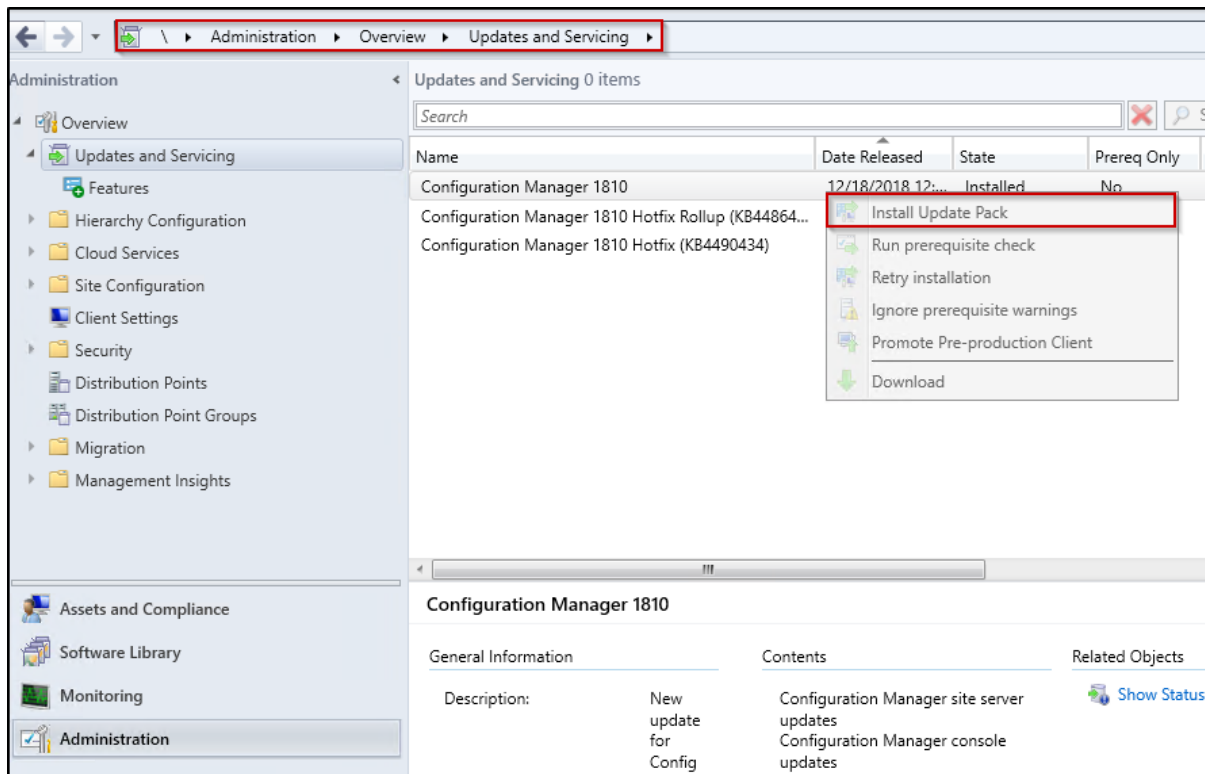 \ Administration Overview Updates and Servicing
Administration
Overview
Updates and Servicing
Features
Hierarchy Configuration
Cloud Services
Site Configuration
Client Settings
Security
Distribution Points
Distribution Point Groups
Migration
Management Insights
Assets and Compliance
Software Library
Monitoring
Administration
Updates and Servicing 0 items
Search
S
Name Date Released State Prereq Only
Configuration Manager 1810 12/18/2018 12:... Installed No
Configuration Manager 1810 Hotfix Rollup (KB44864...
Configuration Manager 1810 Hotfix (KB4490434)
Install Update Pack
Run prerequisite check
Retry installation
Ignore prerequisite warnings
Promote Pre-production Client
Download
Configuration Manager 1810
General Information Contents Related Objects
Description: New Configuration Manager site server Show Status
update updates
for Configuration Manager console
Config updates